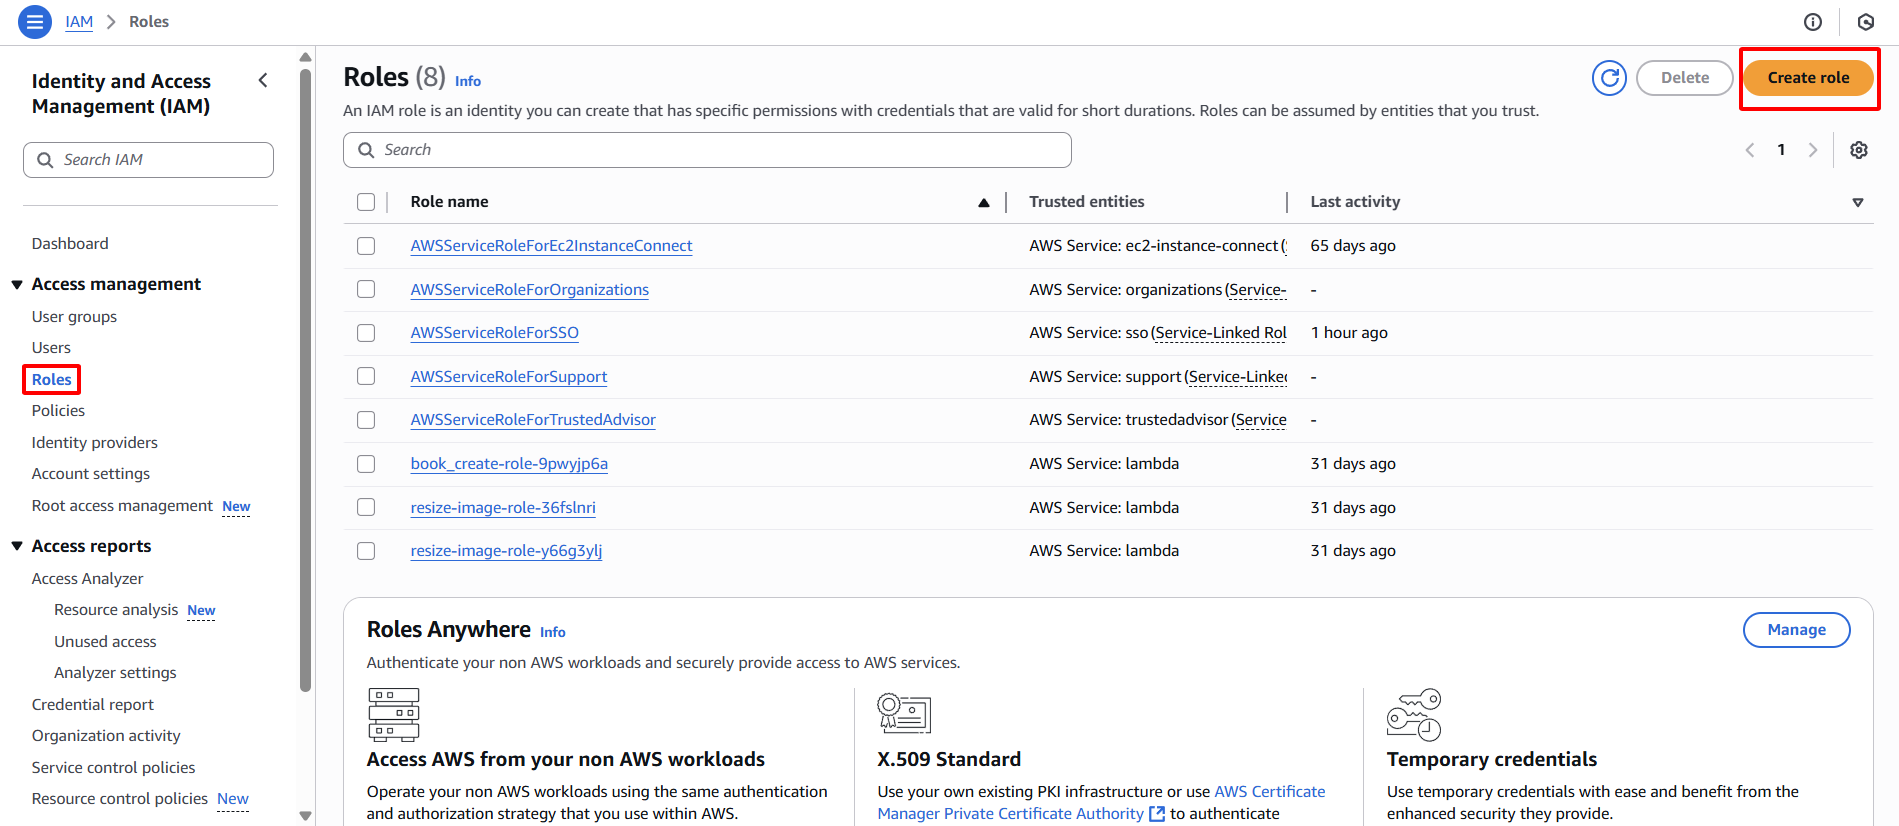 IAM > Roles
Identity and Access
Management (IAM)
Search IAM
Dashboard
Access management
User groups
Users
Roles
Policies
Identity providers
Account settings
Root access management New
Access reports
Access Analyzer
Resource analysis New
Unused access
Analyzer settings
Credential report
Organization activity
Service control policies
Resource control policies New
Roles (8) Info
Delete
Create role
An IAM role is an identity you can create that has specific permissions with credentials that are valid for short durations. Roles can be assumed by entities that you trust.
Search
1
Role name Trusted entities Last activity
AWSServiceRoleForEc2InstanceConnect AWS Service: ec2-instance-connect (S 65 days ago
AWSServiceRoleForOrganizations AWS Service: organizations (Service- -
AWSServiceRoleForSSO AWS Service: sso (Service-Linked Rol 1 hour ago
AWSServiceRoleForSupport AWS Service: support (Service-Linked -
AWSServiceRoleForTrustedAdvisor AWS Service: trustedadvisor (Service -
book_create-role-9pwyjp6a AWS Service: lambda 31 days ago
resize-image-role-36fslnri AWS Service: lambda 31 days ago
resize-image-role-y66g3ylj AWS Service: lambda 31 days ago
Roles Anywhere Info
Manage
Authenticate your non AWS workloads and securely provide access to AWS services.
Access AWS from your non AWS workloads
Operate your non AWS workloads using the same authentication
and authorization strategy that you use within AWS.
X.509 Standard
Use your own existing PKI infrastructure or use AWS Certificate
Manager Private Certificate Authority to authenticate
Temporary credentials
Use temporary credentials with ease and benefit from the
enhanced security they provide.